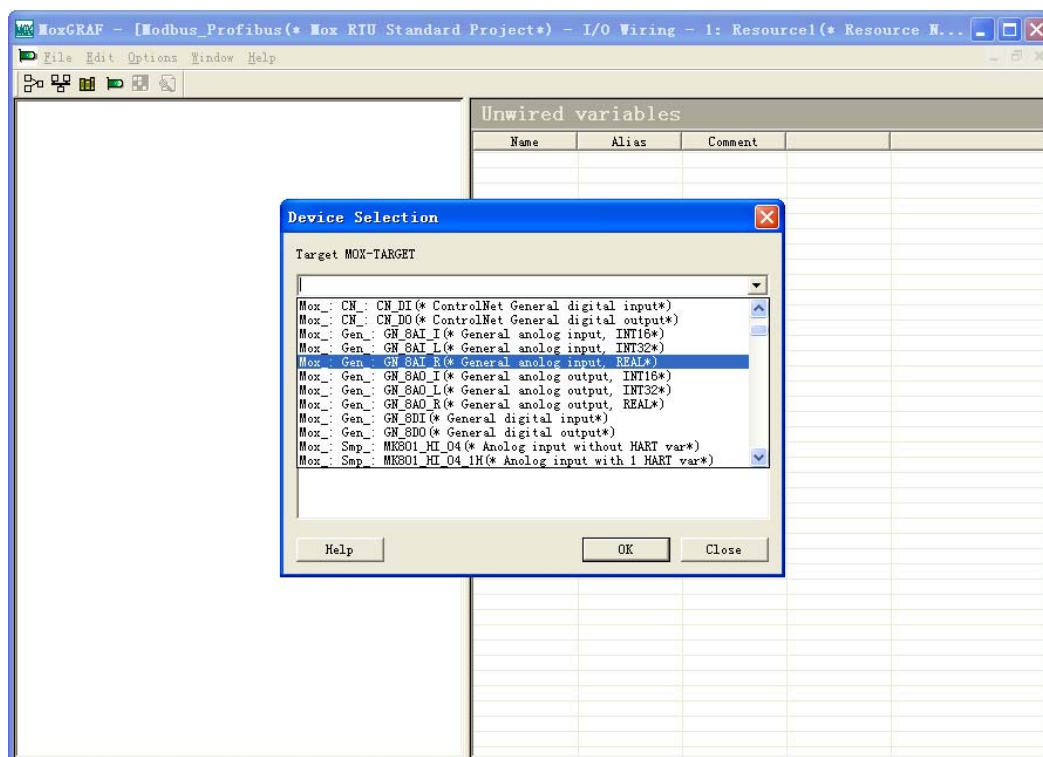 MoxGRAF - [Modbus_Profibus(* Mox RTU Standard Project*) - I/O Wiring - 1: Resource1(* Resource N...
File Edit Options Window Help
Unwired variables
Name Alias Comment
Device Selection
Target MOX-TARGET
Mox_: CN_: CN_DI(* ControlNet General digital input*)
Mox_: CN_: CN_DO(* ControlNet General digital output*)
Mox_: Gen_: GN_8AI_I(* General anolog input, INT16*)
Mox_: Gen_: GN_8AI_L(* General anolog input, INT32*)
Mox_: Gen_: GN_8AI_R(* General anolog input, REAL*)
Mox_: Gen_: GN_8AO_I(* General anolog output, INT16*)
Mox_: Gen_: GN_8AO_L(* General anolog output, INT32*)
Mox_: Gen_: GN_8AO_R(* General anolog output, REAL*)
Mox_: Gen_: GN_8DI(* General digital input*)
Mox_: Gen_: GN_8DO(* General digital output*)
Mox_: Smp_: MK801_HI_04(* Anolog input without HART var*)
Mox_: Smp_: MK801_HI_04_1H(* Anolog input with 1 HART var*)
Help OK Close